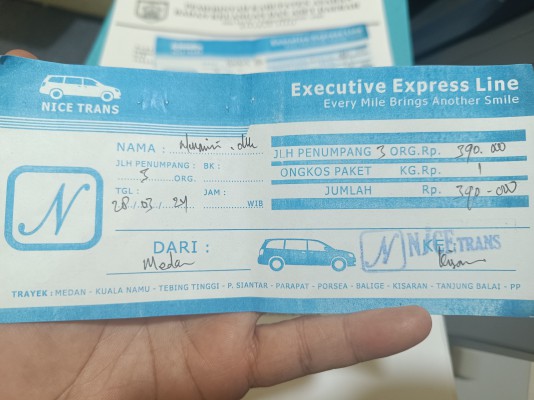 NICE TRANS
Executive Express Line
Every Mile Brings Another Smile
NAMA : Nuraini . dkk
JLH PENUMPANG : 3 ORG.
BK :
TGL : 28/03/24
JAM : WIB
JLH PENUMPANG 3 ORG. Rp. 390.000
ONGKOS PAKET KG. Rp. 1
JUMLAH Rp. 390-000
N
DARI : Medan
KE :
N NICE TRANS
TRAYEK : MEDAN - KUALA NAMU - TEBING TINGGI - P. SIANTAR - PARAPAT - PORSEA - BALIGE - KISARAN - TANJUNG BALAI - PP